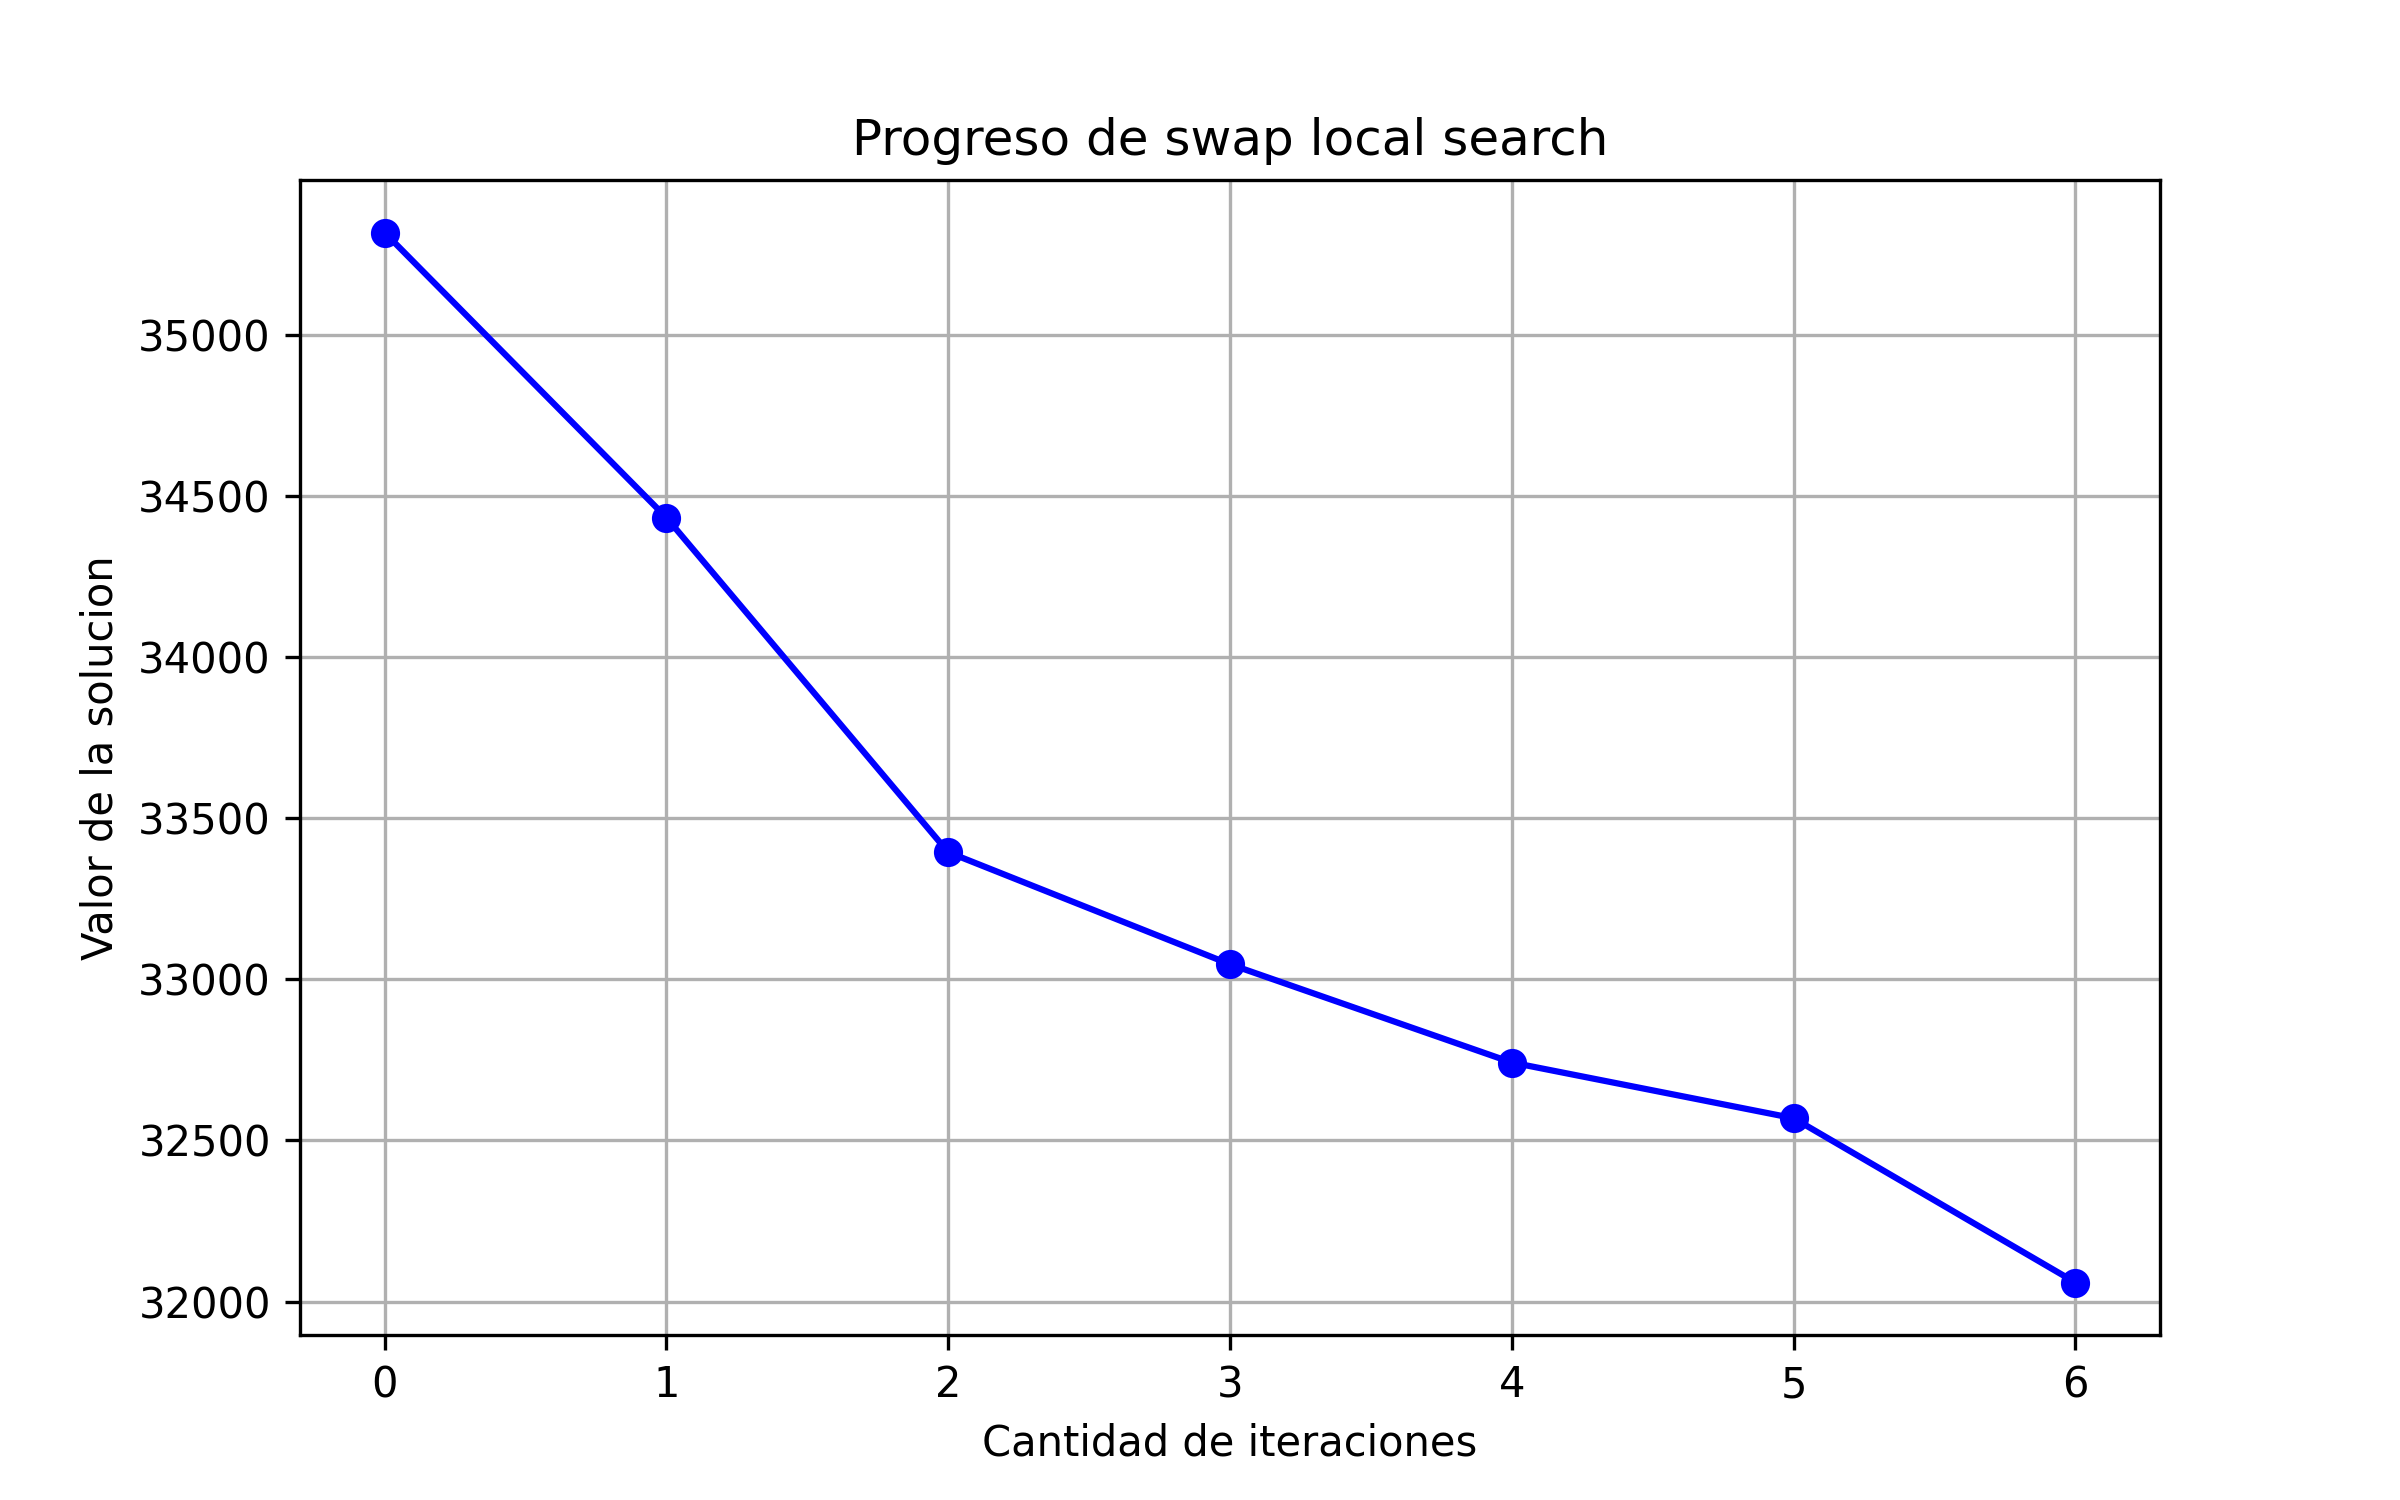 Progreso de swap local search
Valor de la solucion
35000
34500
34000
33500
33000
32500
32000
0 1 2 3 4 5 6
Cantidad de iteraciones